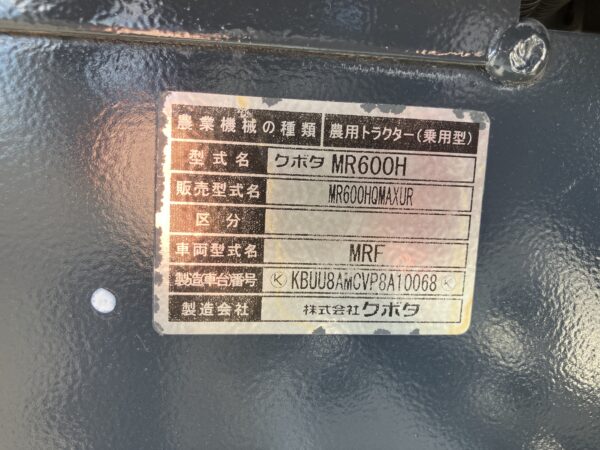 農業機械の種類 農用トラクター(乗用型)
型式名 クボタ MR600H
販売型式名 MR600HQMAXUR
区分
車両型式名 MRF
製造車台番号 Ⓚ KBUU8AMCVP8A10068 Ⓚ
製造会社 株式会社クボタ